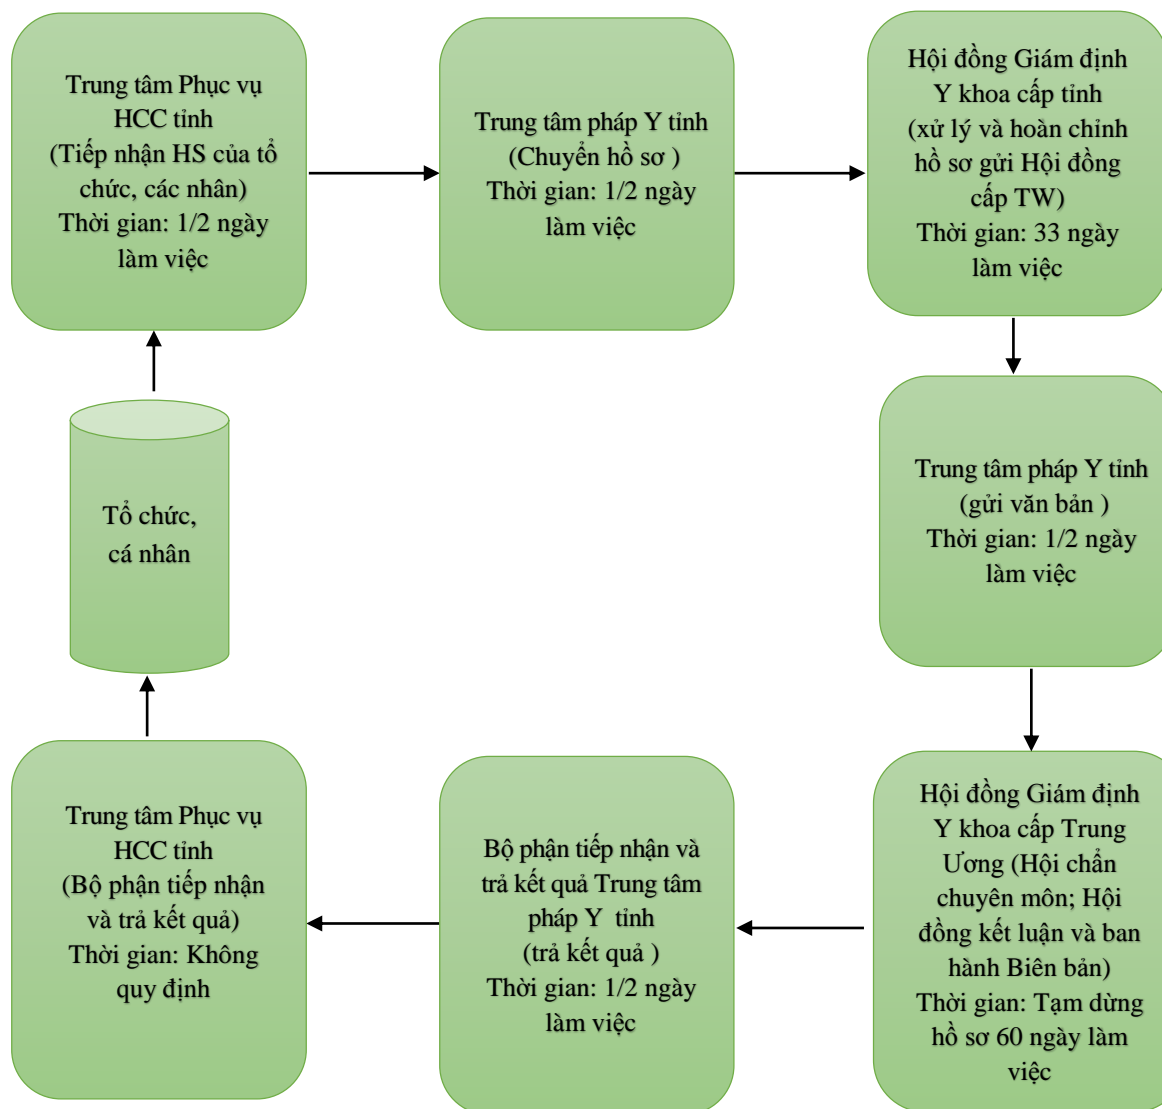 Trung tâm Phục vụ
HCC tỉnh
(Tiếp nhận HS của tổ
chức, các nhân)
Thời gian: 1/2 ngày
làm việc
Trung tâm pháp Y tỉnh
(Chuyển hồ sơ )
Thời gian: 1/2 ngày
làm việc
Hội đồng Giám định
Y khoa cấp tỉnh
(xử lý và hoàn chỉnh
hồ sơ gửi Hội đồng
cấp TW)
Thời gian: 33 ngày
làm việc
Trung tâm pháp Y tỉnh
(gửi văn bản )
Thời gian: 1/2 ngày
làm việc
Hội đồng Giám định
Y khoa cấp Trung
Ương (Hội chẩn
chuyên môn; Hội
đồng kết luận và ban
hành Biên bản)
Thời gian: Tạm dừng
hồ sơ 60 ngày làm
việc
Bộ phận tiếp nhận và
trả kết quả Trung tâm
pháp Y  tỉnh
(trả kết quả )
Thời gian: 1/2 ngày
làm việc
Trung tâm Phục vụ
HCC tỉnh
(Bộ phận tiếp nhận
và trả kết quả)
Thời gian: Không
quy định
Tổ chức,
cá nhân